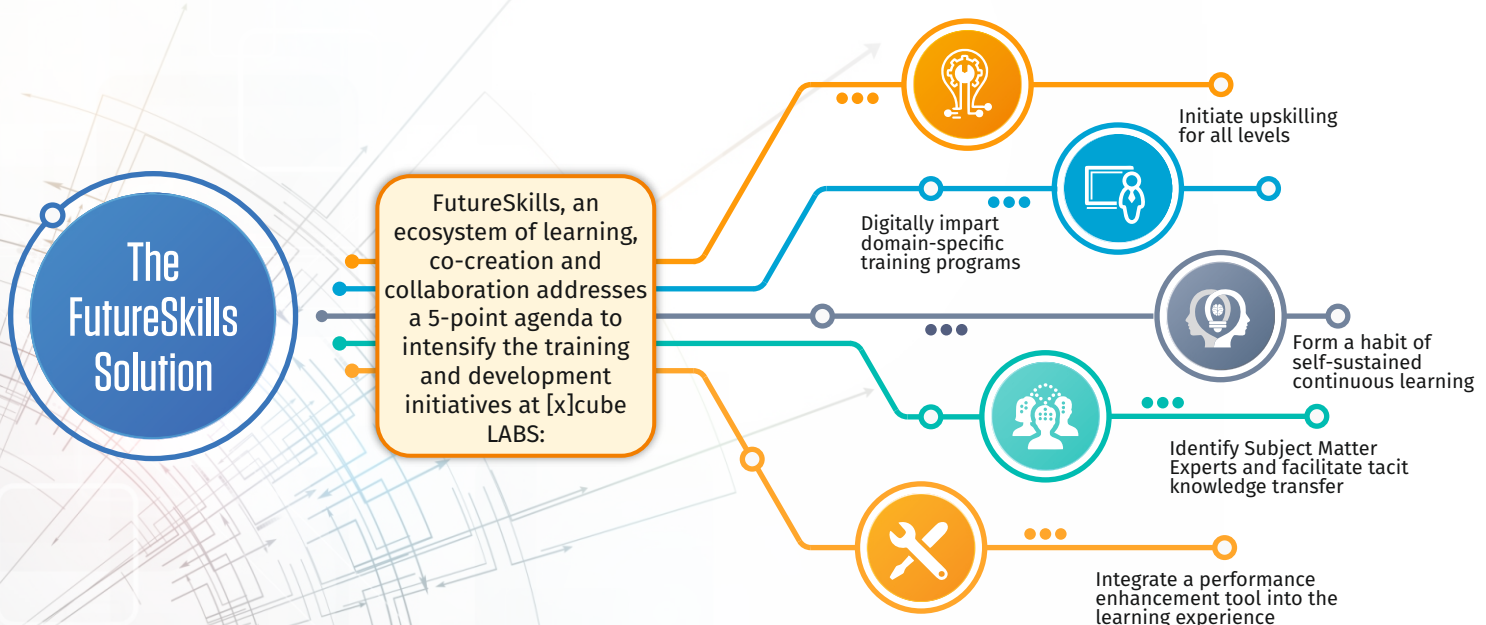 The
FutureSkills
Solution
FutureSkills, an
ecosystem of learning,
co-creation and
collaboration addresses
a 5-point agenda to
intensify the training
and development
initiatives at [x]cube
LABS:
Initiate upskilling
for all levels
Digitally impart
domain-specific
training programs
Form a habit of
self-sustained
continuous learning
Identify Subject Matter
Experts and facilitate tacit
knowledge transfer
Integrate a performance
enhancement tool into the
learning experience